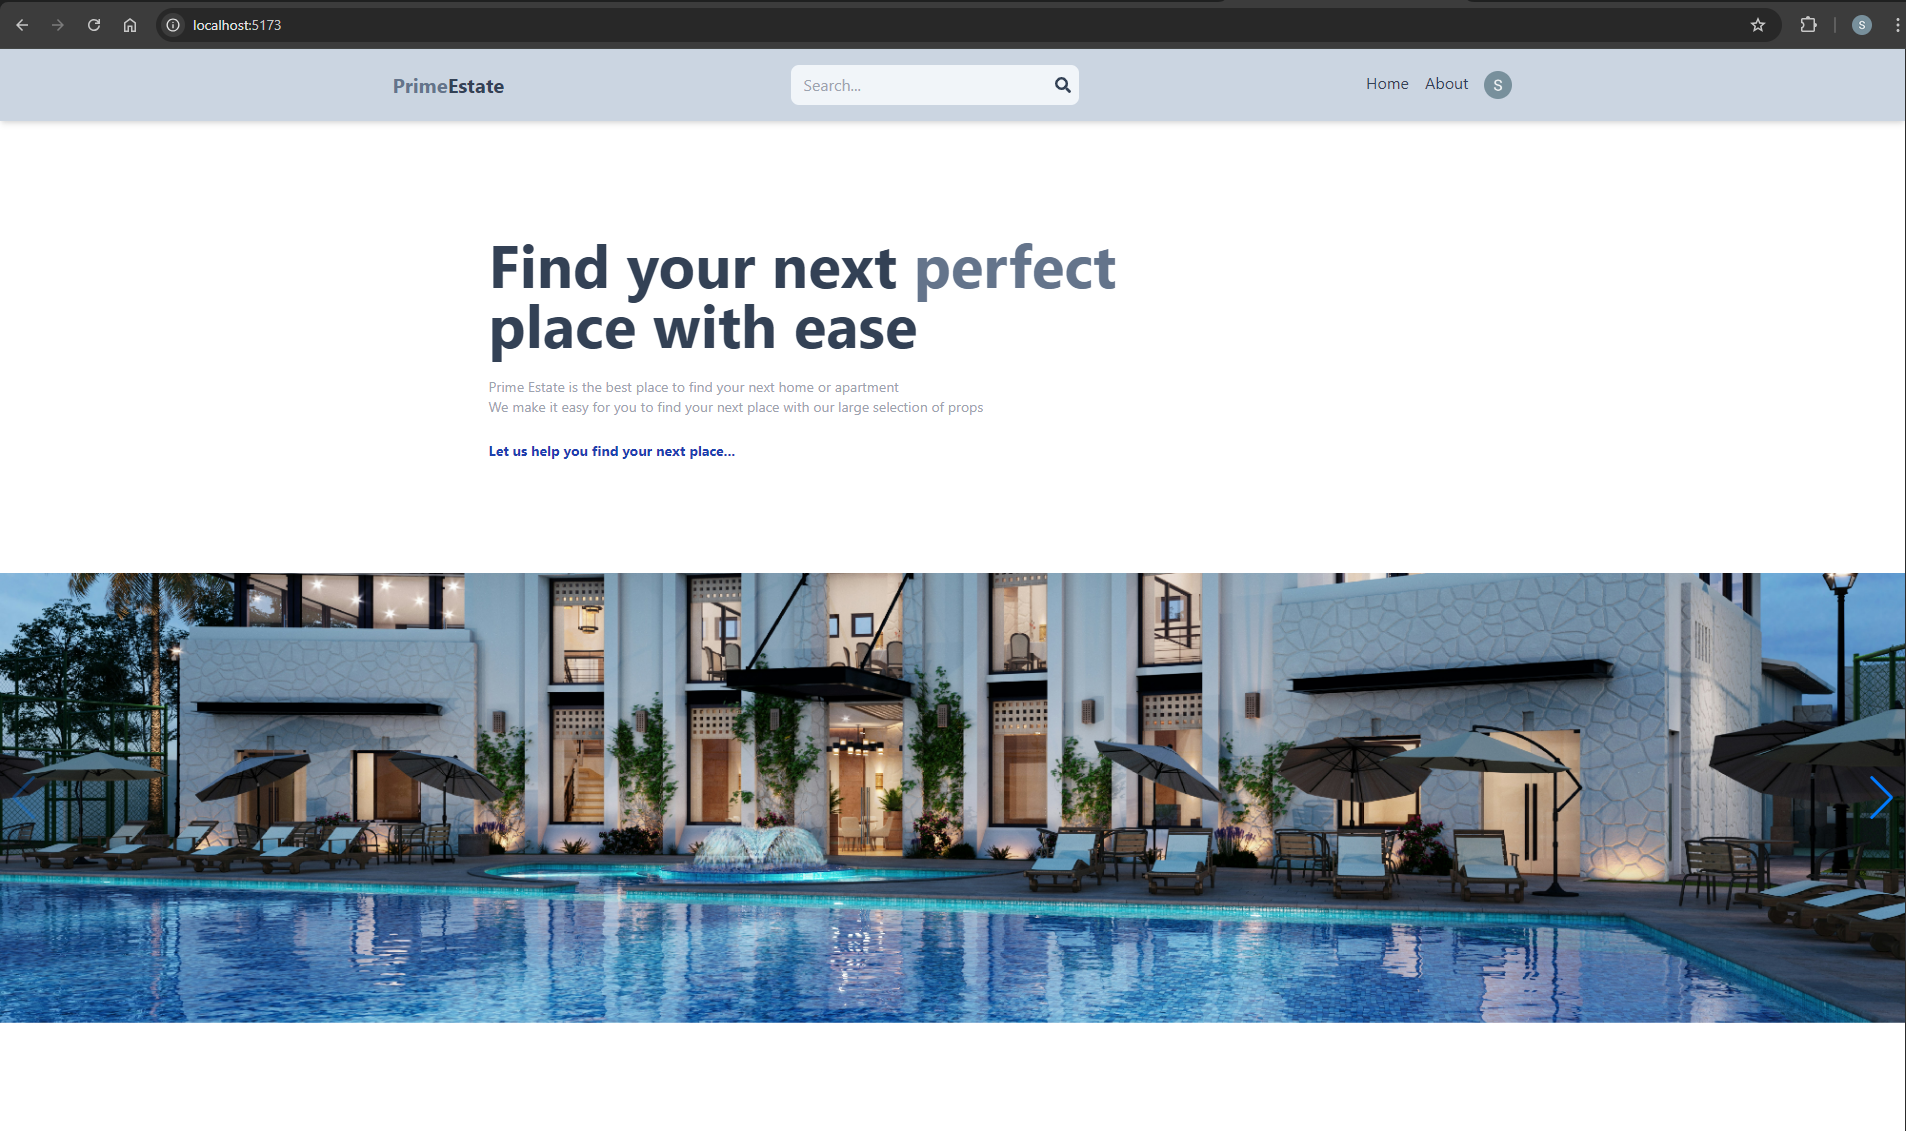 localhost:5173
S
PrimeEstate
Search...
Home
About
S
Find your next perfect
place with ease
Prime Estate is the best place to find your next home or apartment
We make it easy for you to find your next place with our large selection of props
Let us help you find your next place...